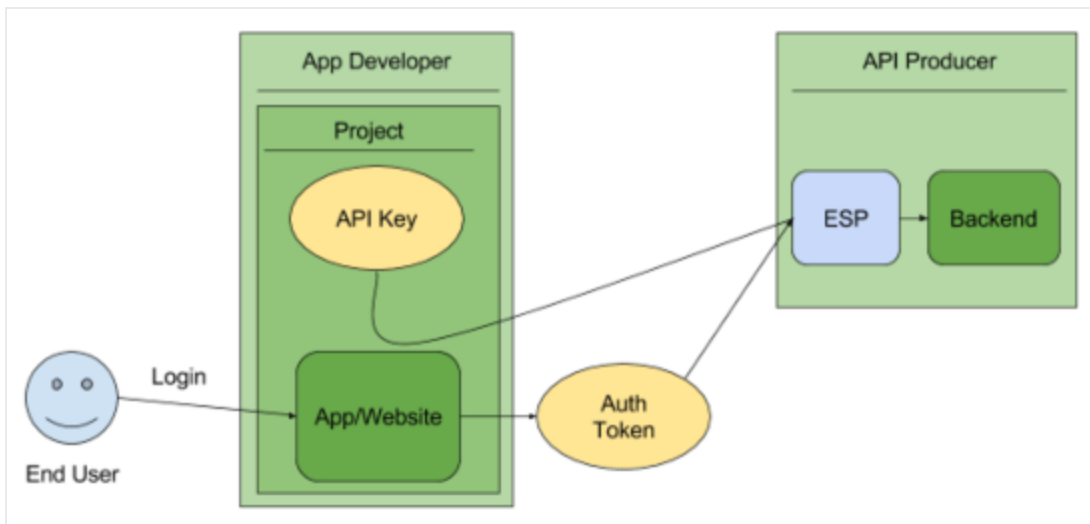 App Developer
API Producer
Project
API Key
ESP
Backend
Login
App/Website
Auth
Token
End User